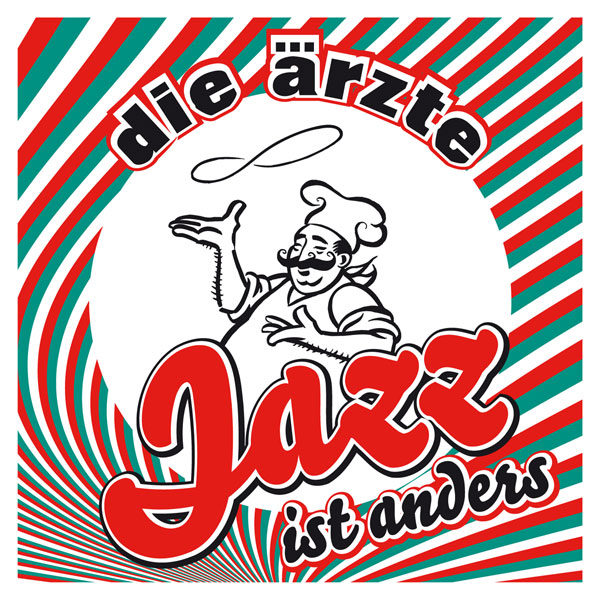 die ärzte
Jazz
ist anders